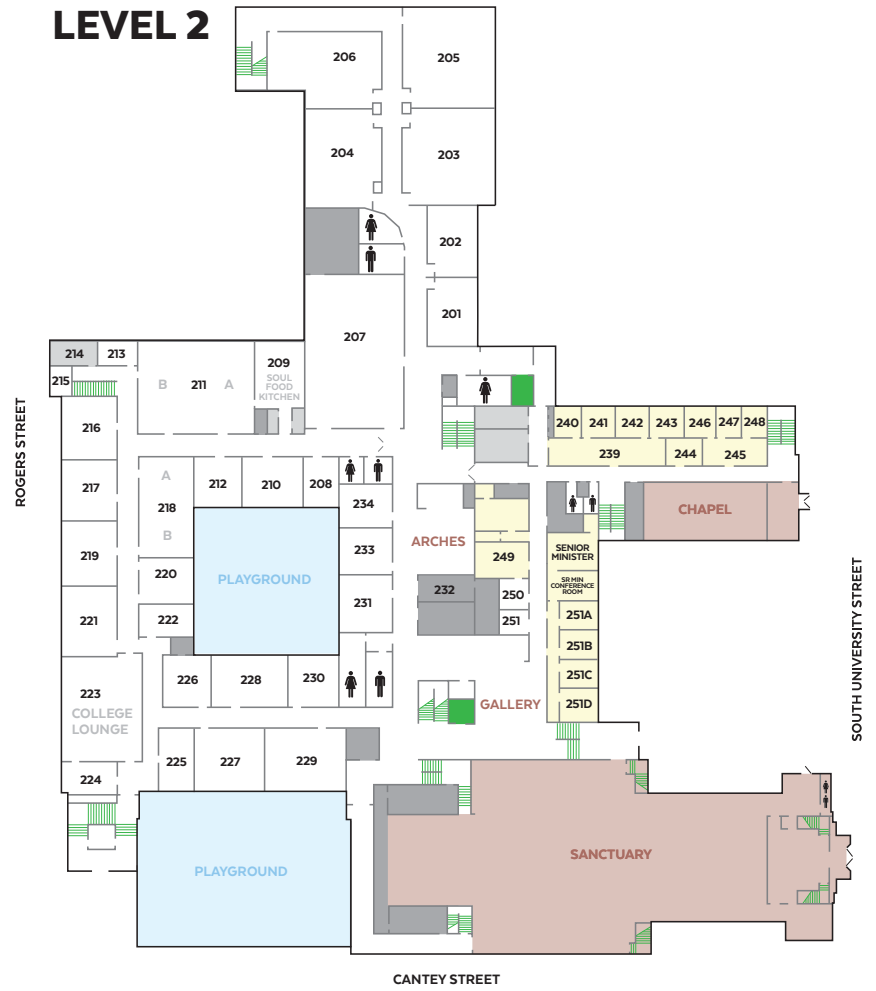 LEVEL 2
206
205
204
203
202
201
207
214
213
215
B
211
A
209
SOUL
FOOD
KITCHEN
216
217
219
221
223
COLLEGE
LOUNGE
224
A
218
B
220
222
212
210
208
234
233
231
PLAYGROUND
226
228
230
225
227
229
PLAYGROUND
240
241
242
243
246
247
248
239
244
245
CHAPEL
ARCHES
249
232
250
251
SENIOR
MINISTER
SR MIN
CONFERENCE
ROOM
251A
251B
251C
251D
GALLERY
SANCTUARY
ROGERS STREET
SOUTH UNIVERSITY STREET
CANTEY STREET